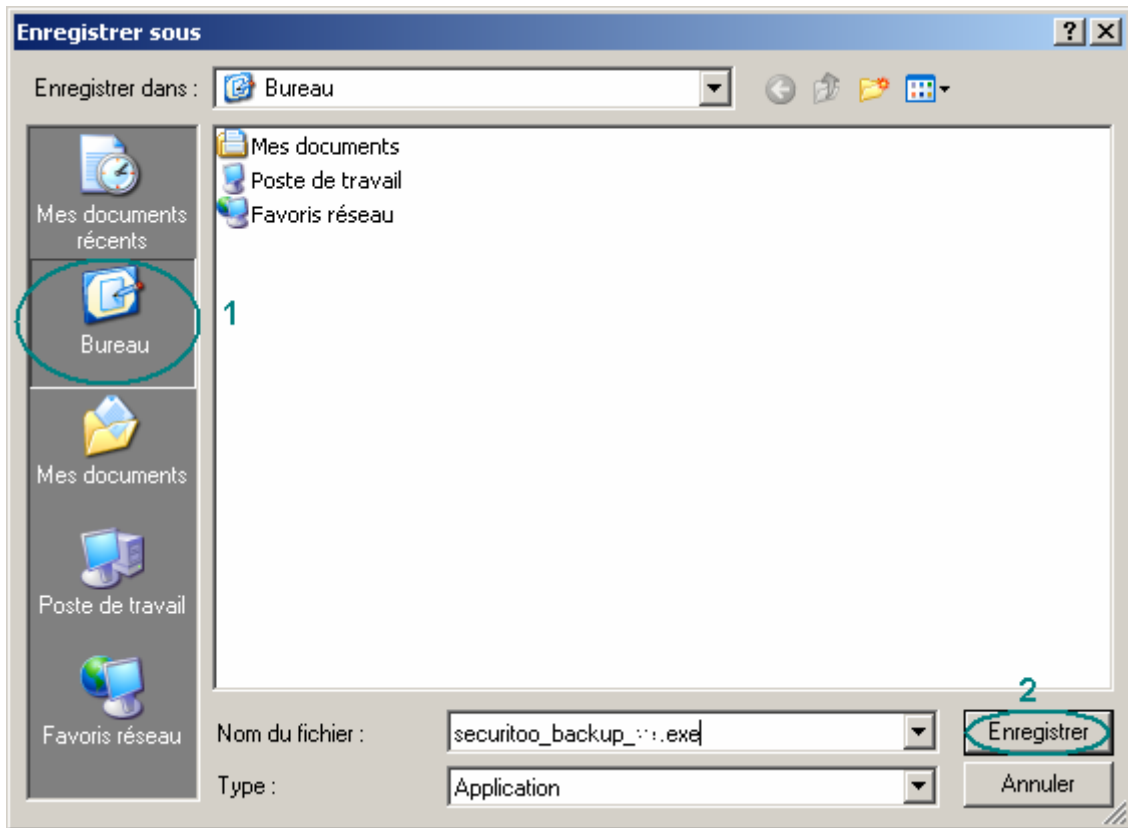 Enregistrer sous
Enregistrer dans :
Bureau
Mes documents
récents
Bureau
1
Mes documents
Poste de travail
Favoris réseau
Mes documents
Poste de travail
Favoris réseau
2
Nom du fichier :
Enregistrer
Type :
Application
Annuler